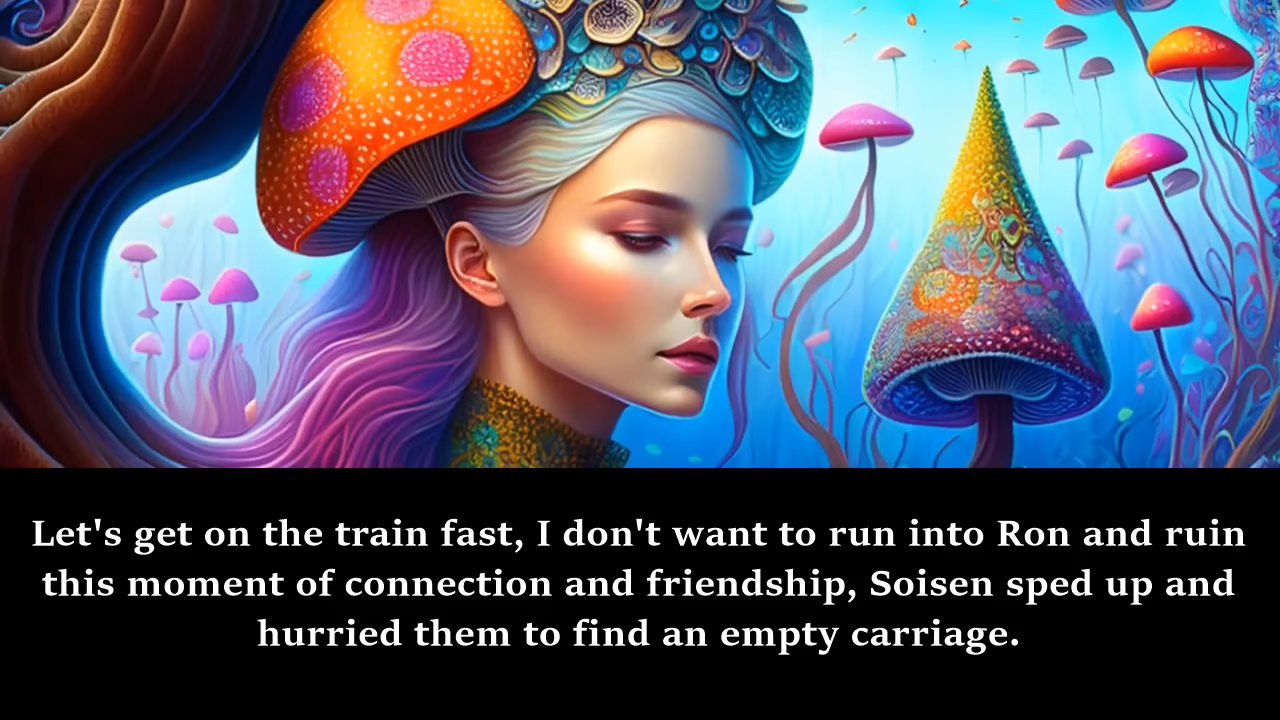 Let's get on the train fast, I don't want to run into Ron and ruin
this moment of connection and friendship, Soisen sped up and
hurried them to find an empty carriage.